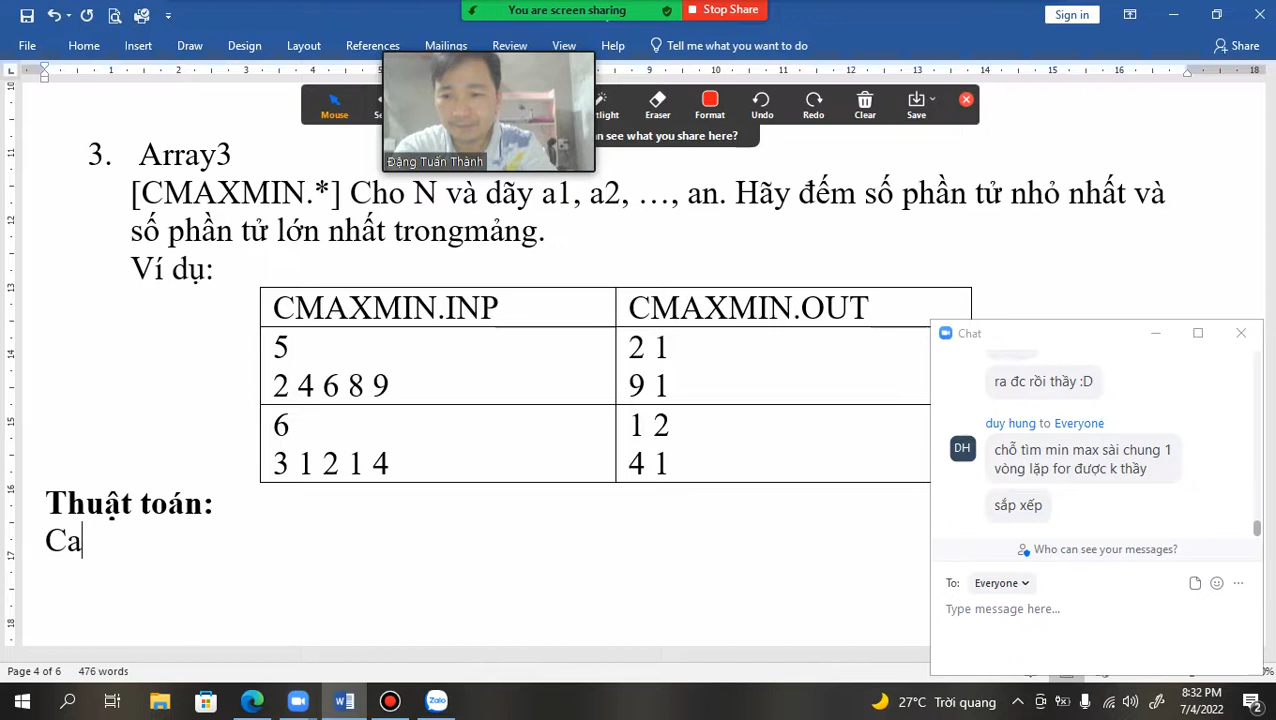 You are screen sharing
Stop Share
Sign in
File
Home
Insert
Draw
Design
Layout
References
Mailings
Review
View
Help
Tell me what you want to do
Share
Mouse
Eraser
Format
Undo
Redo
Clear
Save
Đặng Tuấn Thành
can see what you share here?
3. Array3
[CMAXMIN.*] Cho N và dãy a1, a2, …, an. Hãy đếm số phần tử nhỏ nhất và
số phần tử lớn nhất trongmảng.
Ví dụ:
CMAXMIN.INP
CMAXMIN.OUT
5
2 4 6 8 9
2 1
9 1
6
3 1 2 1 4
1 2
4 1
Thuật toán:
Ca
Chat
ra đc rồi thầy :D
duy hung to Everyone
DH
chỗ tìm min max sài chung 1
vòng lặp for được k thầy
sắp xếp
Who can see your messages?
To: Everyone
Type message here...
Page 4 of 6
476 words
27°C Trời quang
8:32 PM
7/4/2022